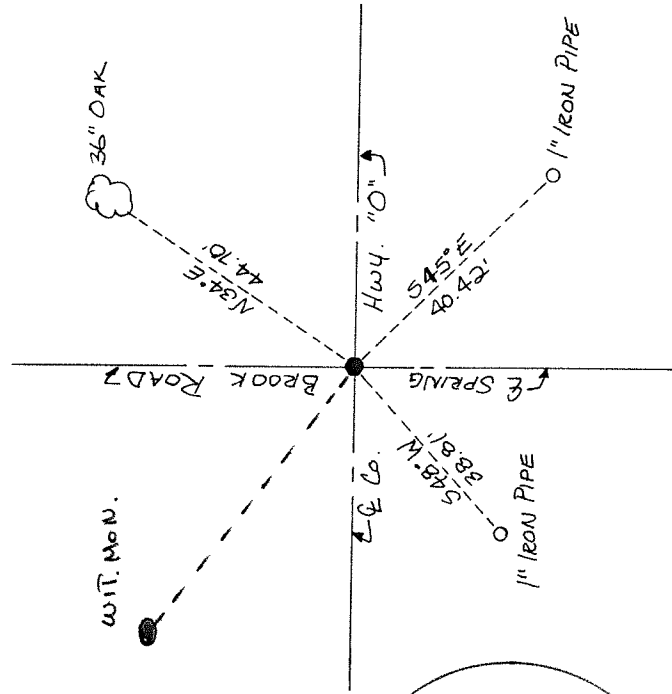 WIT. MON.
36" OAK
N34°E
44.70'
℄ SPRING BROOK ROAD
℄ Co. HWY. "O"
S48°W
38.81'
S45°E
40.42'
1" IRON PIPE
1" IRON PIPE